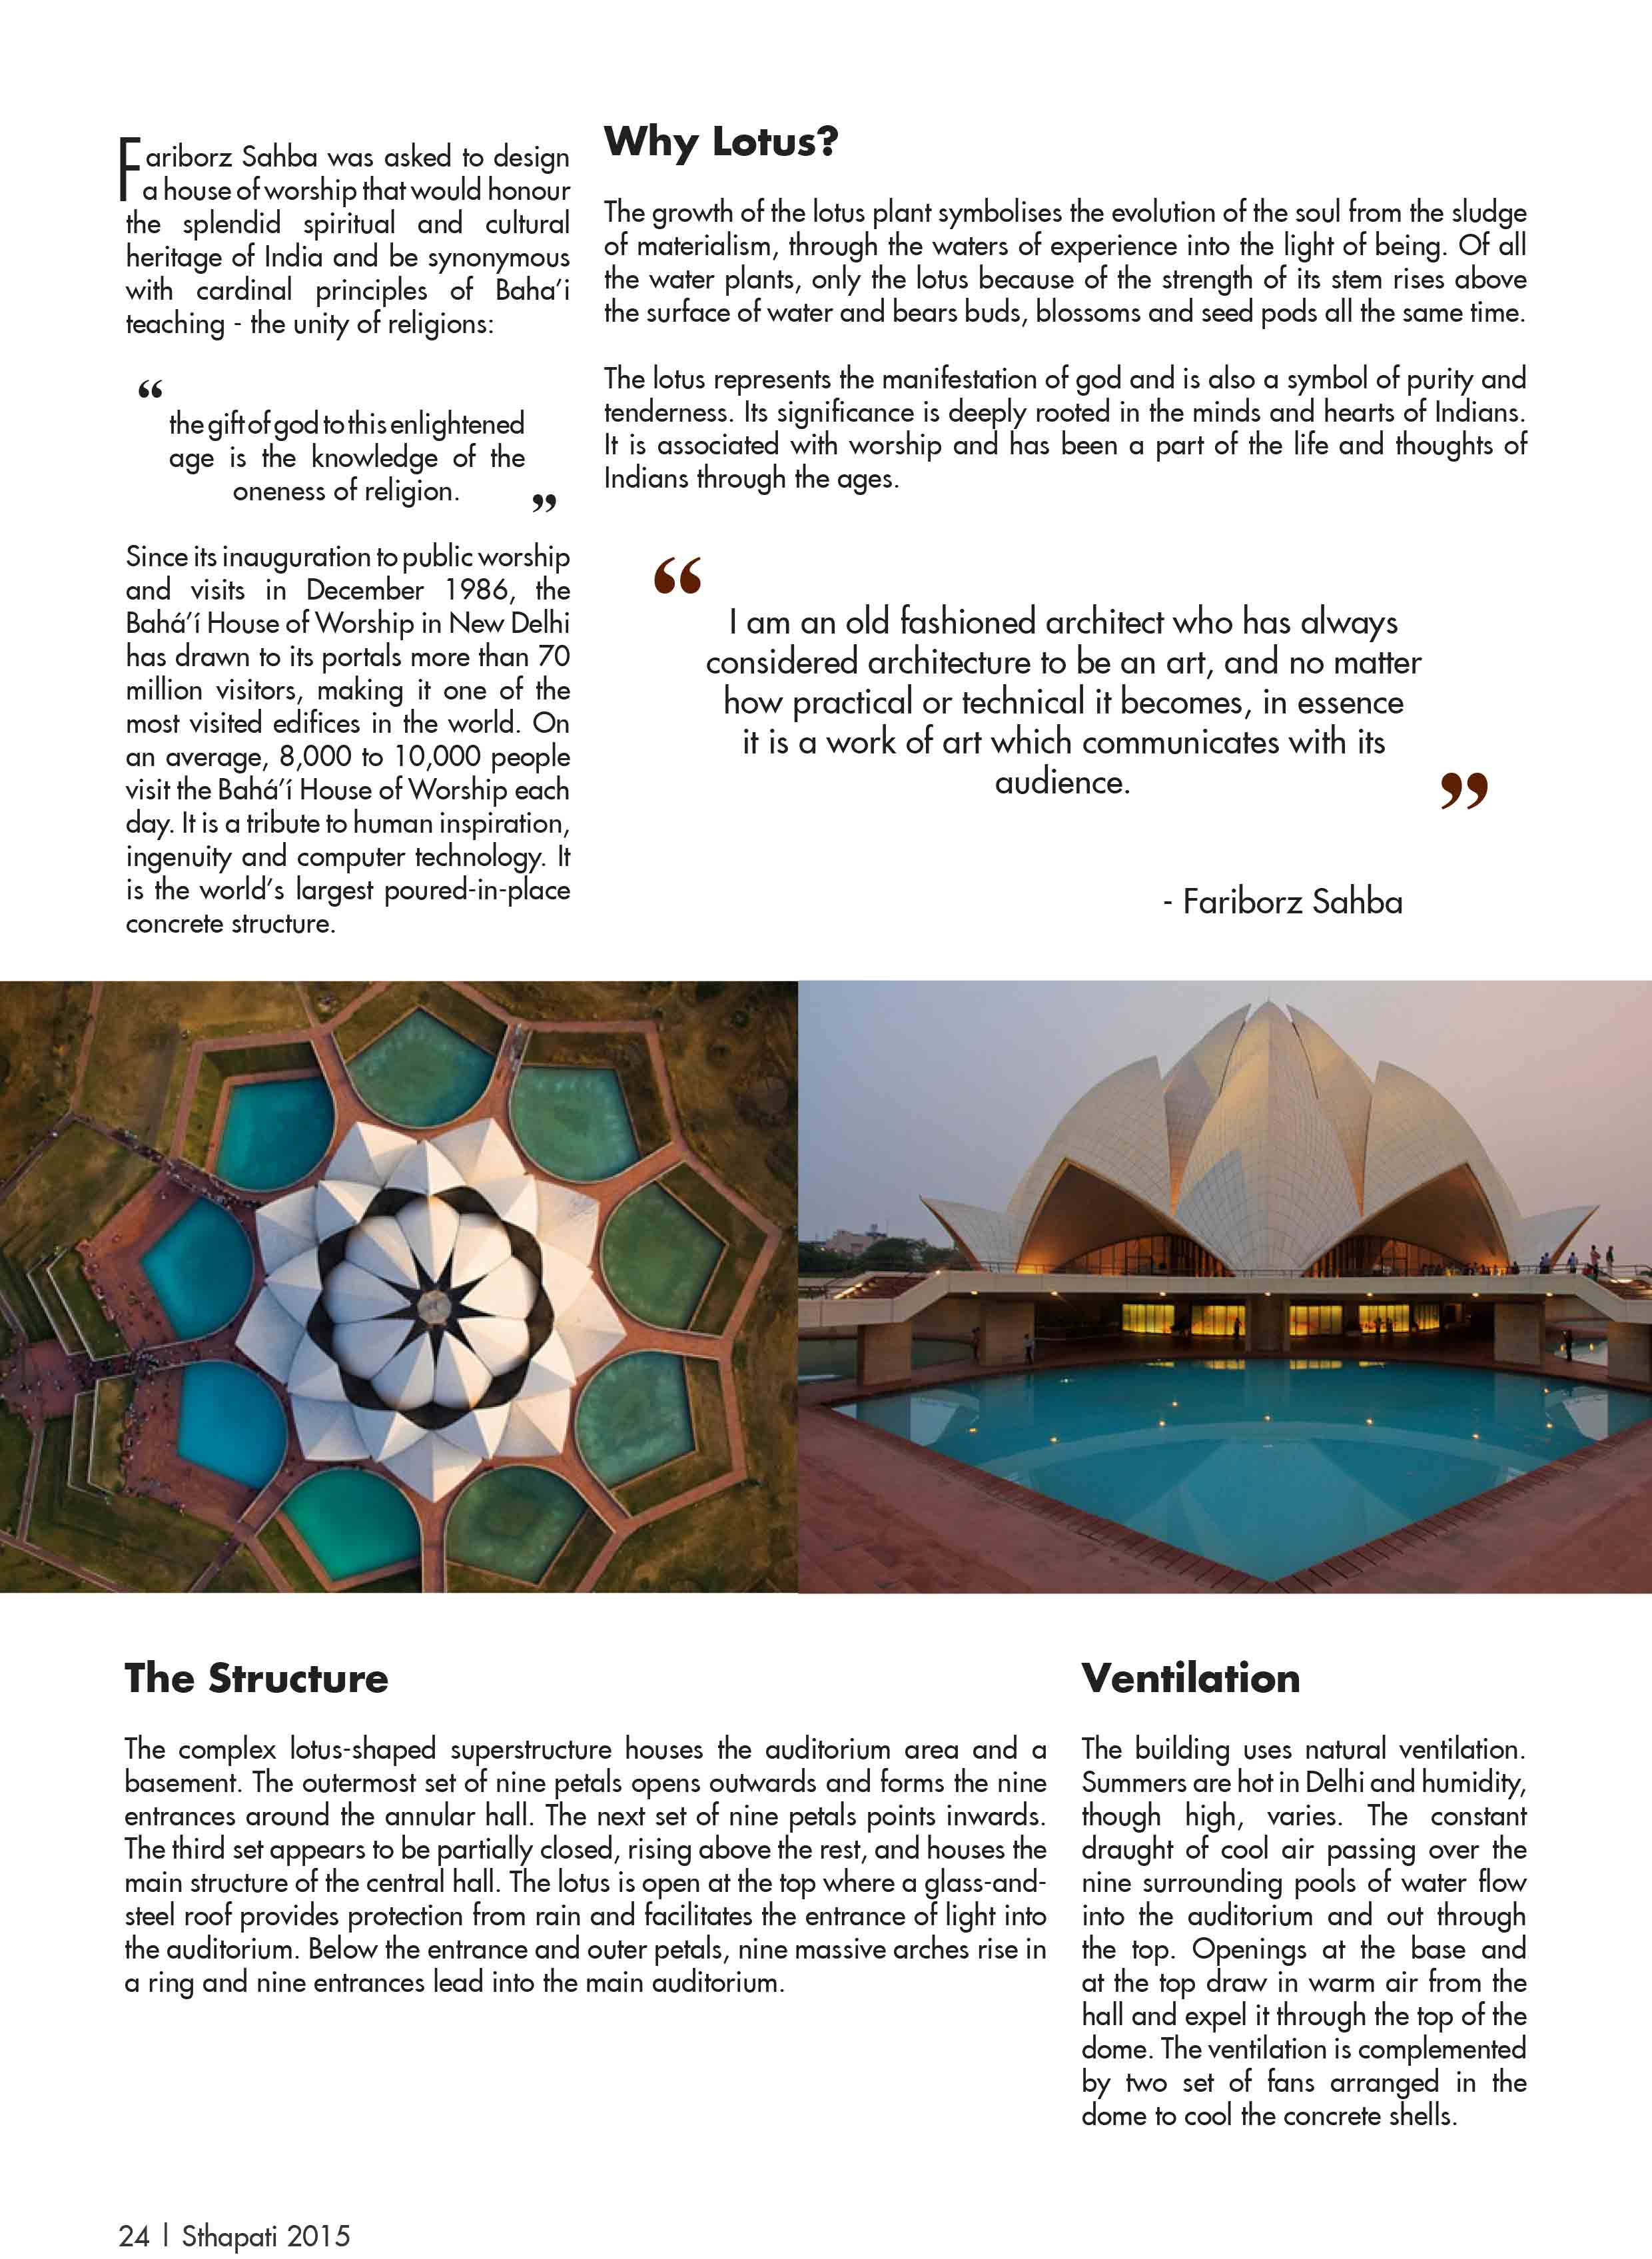 Fariborz Sahba was asked to design
a house of worship that would honour
the splendid spiritual and cultural
heritage of India and be synonymous
with cardinal principles of Baha’i
teaching - the unity of religions:
“
the gift of god to this enlightened
age is the knowledge of the
oneness of religion.
”
Since its inauguration to public worship
and visits in December 1986, the
Bahá’í House of Worship in New Delhi
has drawn to its portals more than 70
million visitors, making it one of the
most visited edifices in the world. On
an average, 8,000 to 10,000 people
visit the Bahá’í House of Worship each
day. It is a tribute to human inspiration,
ingenuity and computer technology. It
is the world’s largest poured-in-place
concrete structure.
Why Lotus?
The growth of the lotus plant symbolises the evolution of the soul from the sludge
of materialism, through the waters of experience into the light of being. Of all
the water plants, only the lotus because of the strength of its stem rises above
the surface of water and bears buds, blossoms and seed pods all the same time.
The lotus represents the manifestation of god and is also a symbol of purity and
tenderness. Its significance is deeply rooted in the minds and hearts of Indians.
It is associated with worship and has been a part of the life and thoughts of
Indians through the ages.
“
I am an old fashioned architect who has always
considered architecture to be an art, and no matter
how practical or technical it becomes, in essence
it is a work of art which communicates with its
audience.
”
- Fariborz Sahba
The Structure
The complex lotus-shaped superstructure houses the auditorium area and a
basement. The outermost set of nine petals opens outwards and forms the nine
entrances around the annular hall. The next set of nine petals points inwards.
The third set appears to be partially closed, rising above the rest, and houses the
main structure of the central hall. The lotus is open at the top where a glass-and-
steel roof provides protection from rain and facilitates the entrance of light into
the auditorium. Below the entrance and outer petals, nine massive arches rise in
a ring and nine entrances lead into the main auditorium.
Ventilation
The building uses natural ventilation.
Summers are hot in Delhi and humidity,
though high, varies. The constant
draught of cool air passing over the
nine surrounding pools of water flow
into the auditorium and out through
the top. Openings at the base and
at the top draw in warm air from the
hall and expel it through the top of the
dome. The ventilation is complemented
by two set of fans arranged in the
dome to cool the concrete shells.
24 | Sthapati 2015